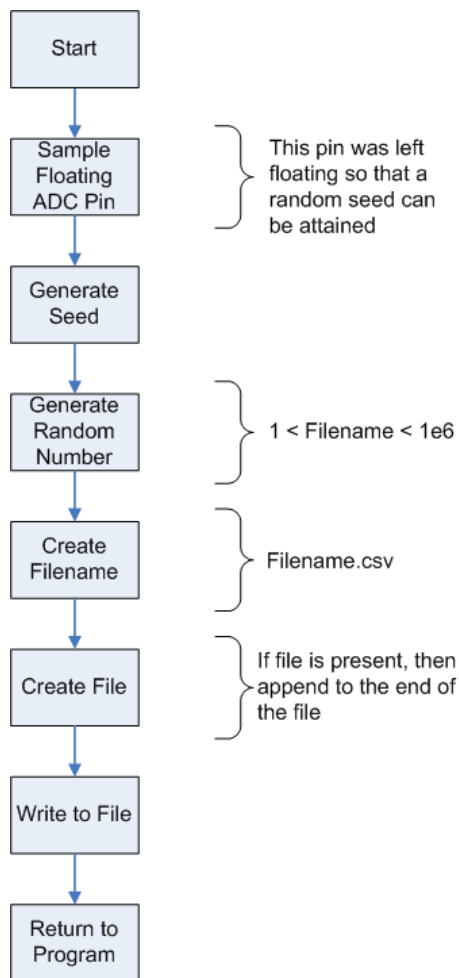 Start
Sample
Floating
ADC Pin
This pin was left
floating so that a
random seed can
be attained
Generate
Seed
Generate
Random
Number
1 < Filename < 1e6
Create
Filename
Filename.csv
Create File
If file is present, then
append to the end of
the file
Write to File
Return to
Program